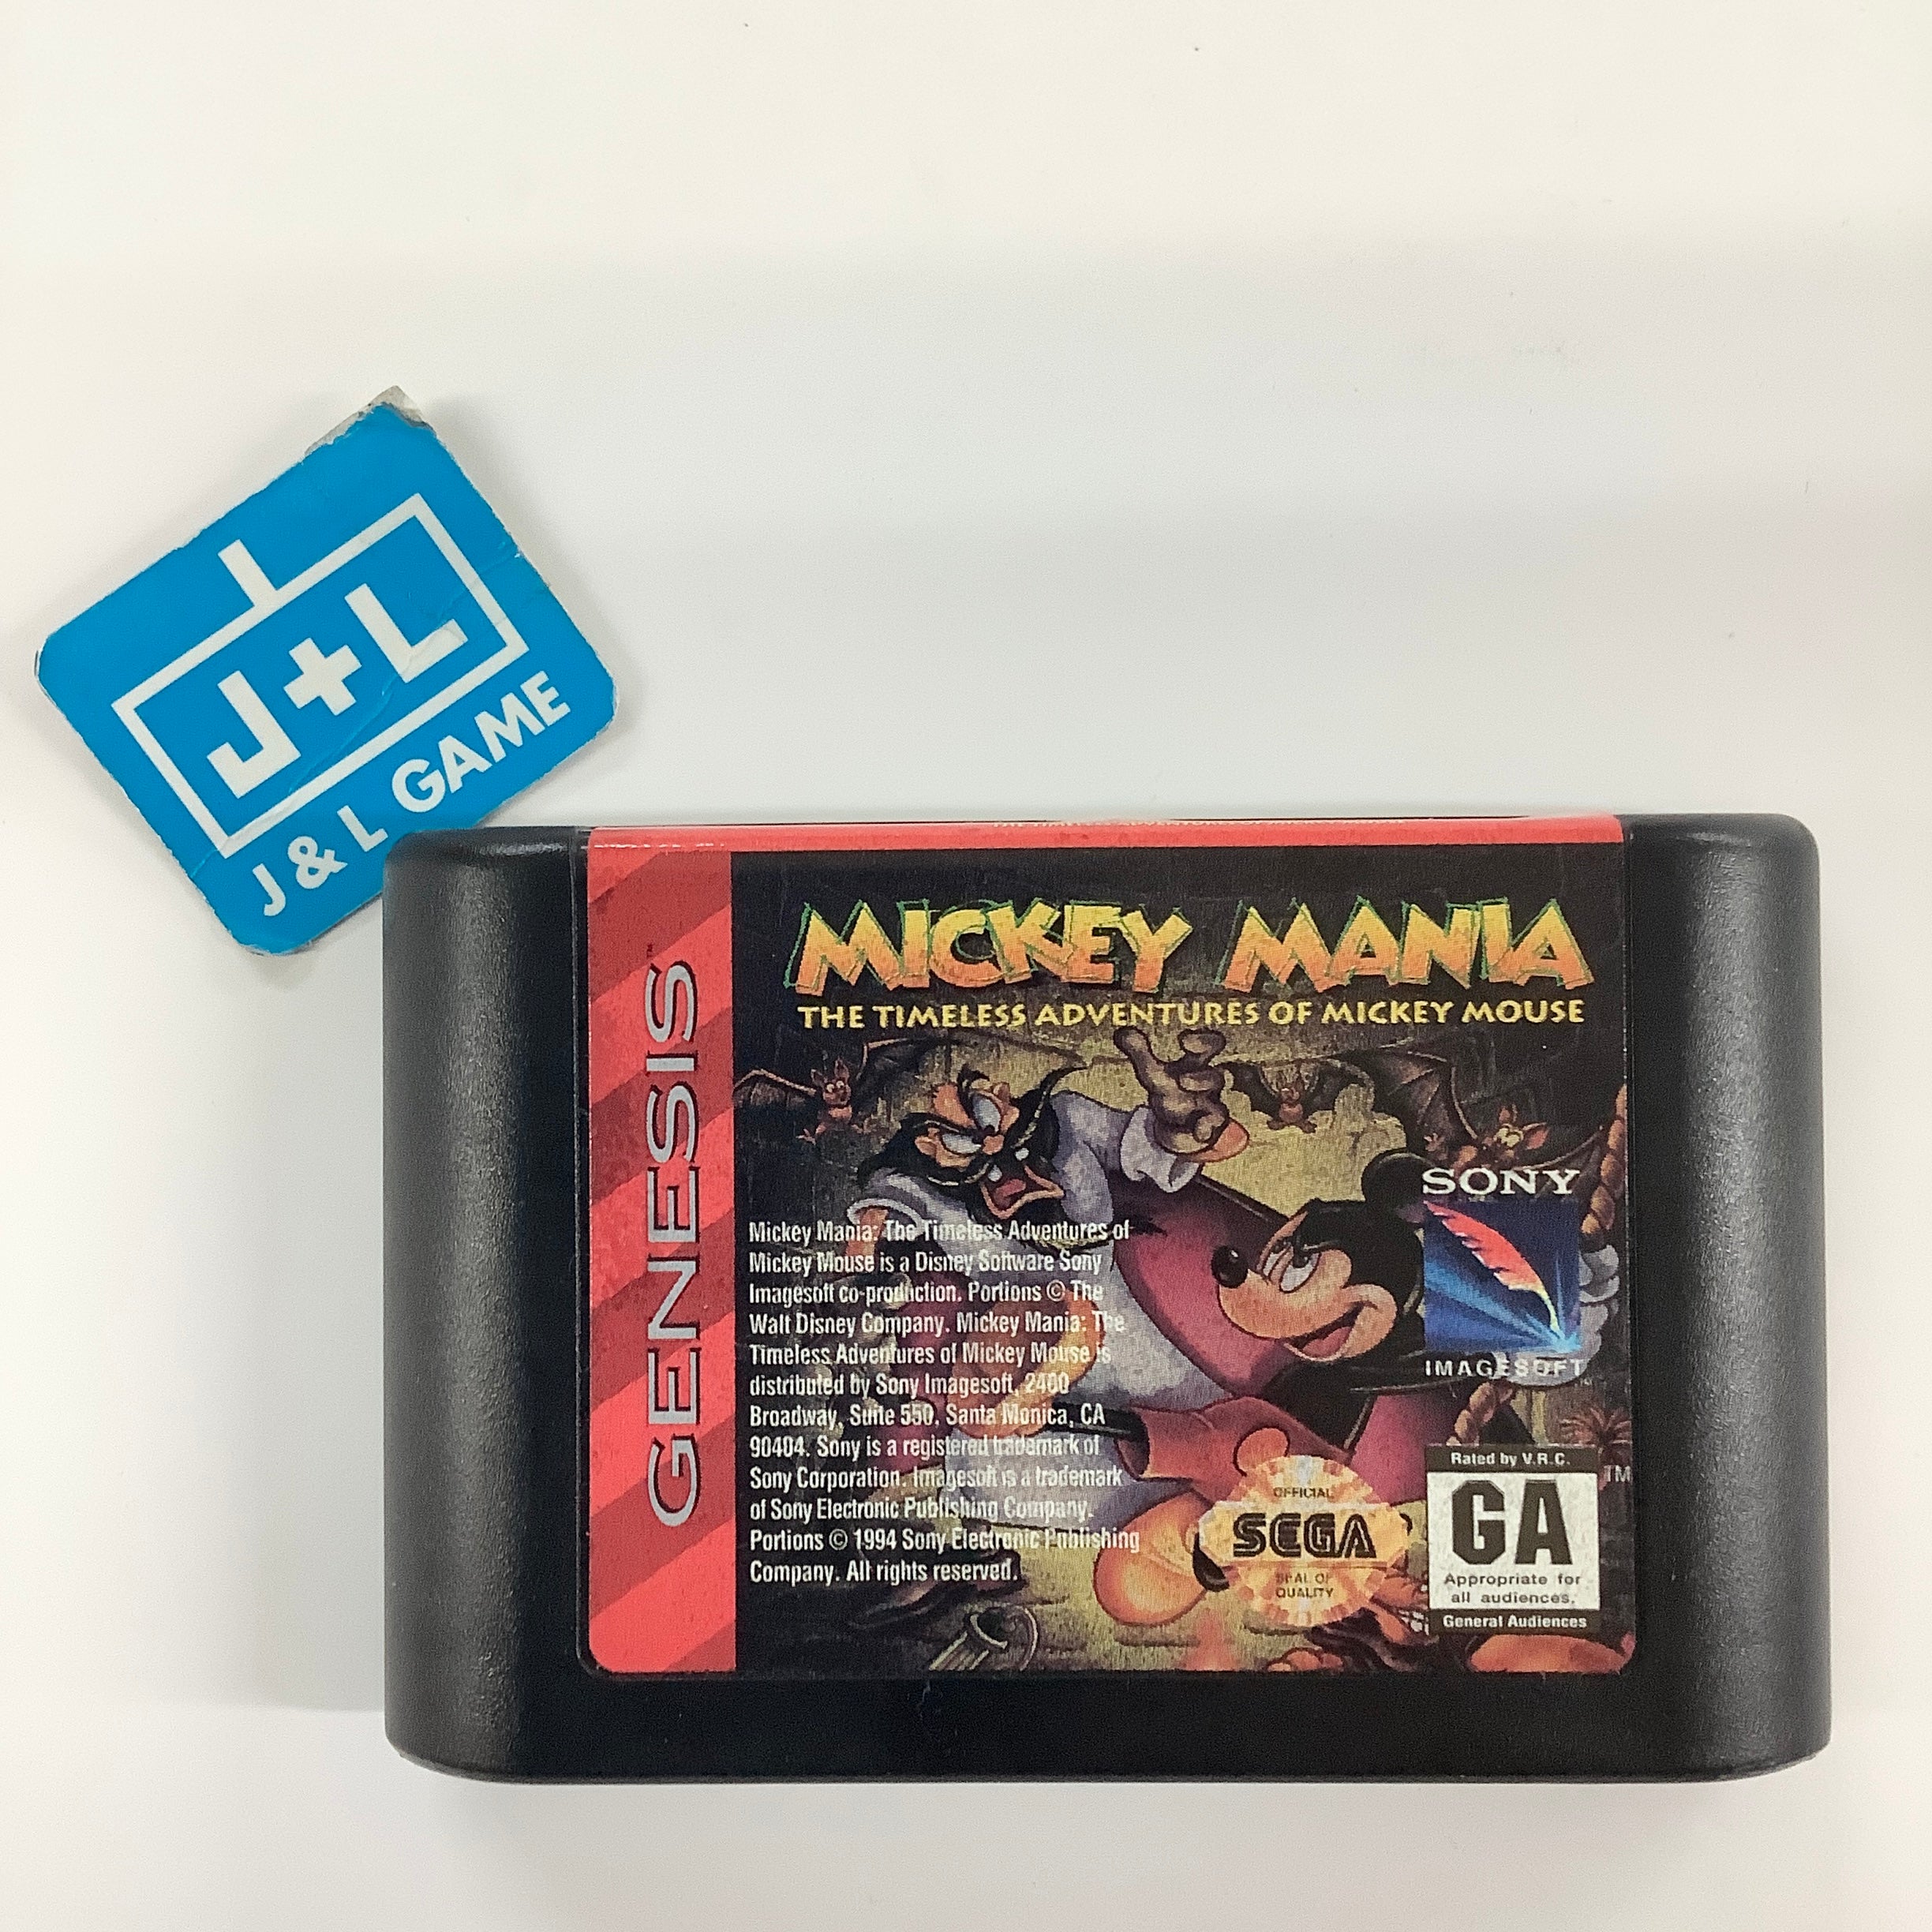 J+L
J & L GAME
GENESIS™
MICKEY MANIA
THE TIMELESS ADVENTURES OF MICKEY MOUSE
Mickey Mania: The Timeless Adventures of
Mickey Mouse is a Disney Software Sony
Imagesoft co-production. Portions © The
Walt Disney Company. Mickey Mania: The
Timeless Adventures of Mickey Mouse is
distributed by Sony Imagesoft, 2400
Broadway, Suite 550, Santa Monica, CA
90404. Sony is a registered trademark of
Sony Corporation. Imagesoft is a trademark
of Sony Electronic Publishing Company.
Portions © 1994 Sony Electronic Publishing
Company. All rights reserved.
SONY
IMAGESOFT
OFFICIAL
SEGA
SEAL OF
QUALITY
Rated by V.R.C.
TM
GA
Appropriate for
all audiences.
General Audiences